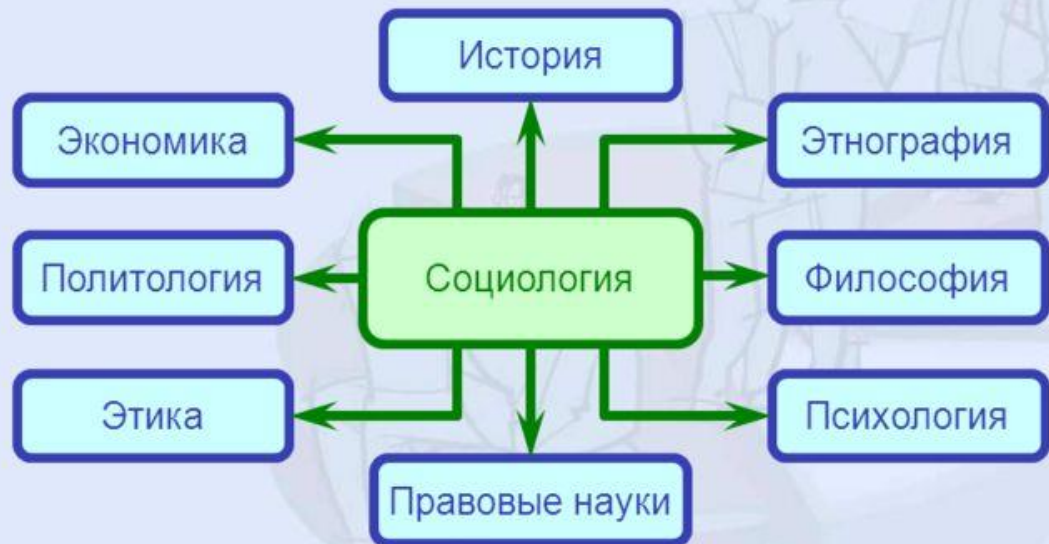 История
Экономика
Этнография
Политология
Социология
Философия
Этика
Психология
Правовые науки